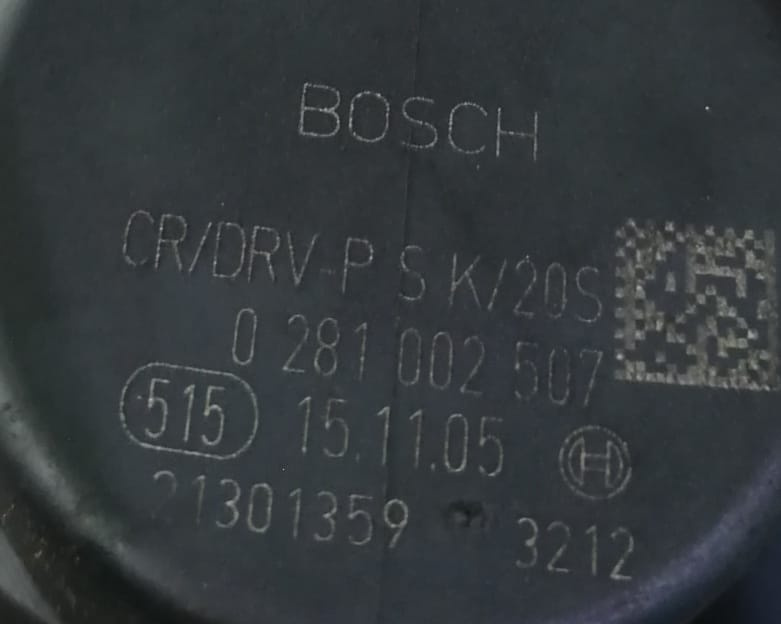 BOSCH
CR/DRV-P S K/20S
0 281 002 507
515 15.11.05 H
21301359 3212